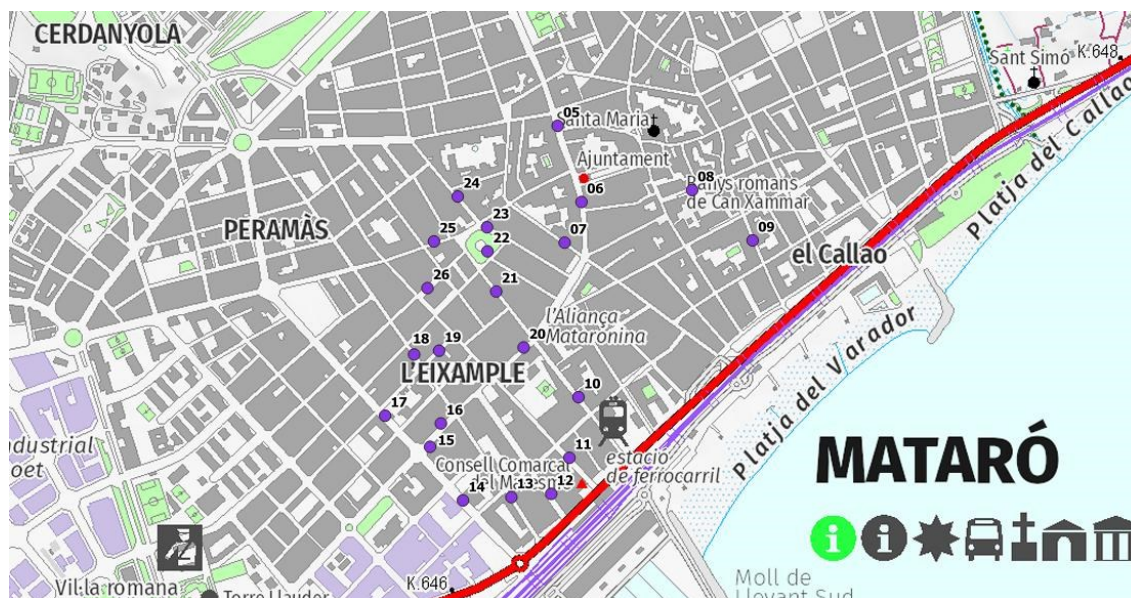 CERDANYOLA
K.648
Sant Simó
05
Santa Maria
Ajuntament
Platja del Callao
24
06
08
Banys romans
de Can Xammar
23
PERAMÀS
25
22
07
09
el Callao
26
21
l'Aliança
Mataronina
20
18
19
L'EIXAMPLE
Platja del Varador
10
17
16
15
11
MATARÓ
ndustrial
oet
Consell Comarcal
del Maresme
estacio
de ferrocarril
14
13
12
K.646
Vil·la romana
Torre Llauder
Moll de
Llevant Sud